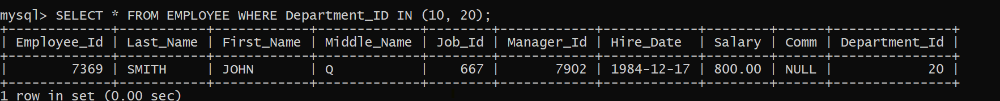 mysql> SELECT * FROM EMPLOYEE WHERE Department_ID IN (10, 20);
+-------------+-----------+------------+-------------+--------+------------+------------+--------+------+---------------+
| Employee_Id | Last_Name | First_Name | Middle_Name | Job_Id | Manager_Id | Hire_Date  | Salary | Comm | Department_Id |
+-------------+-----------+------------+-------------+--------+------------+------------+--------+------+---------------+
|        7369 | SMITH     | JOHN       | Q           |    667 |       7902 | 1984-12-17 | 800.00 | NULL |            20 |
+-------------+-----------+------------+-------------+--------+------------+------------+--------+------+---------------+
1 row in set (0.00 sec)